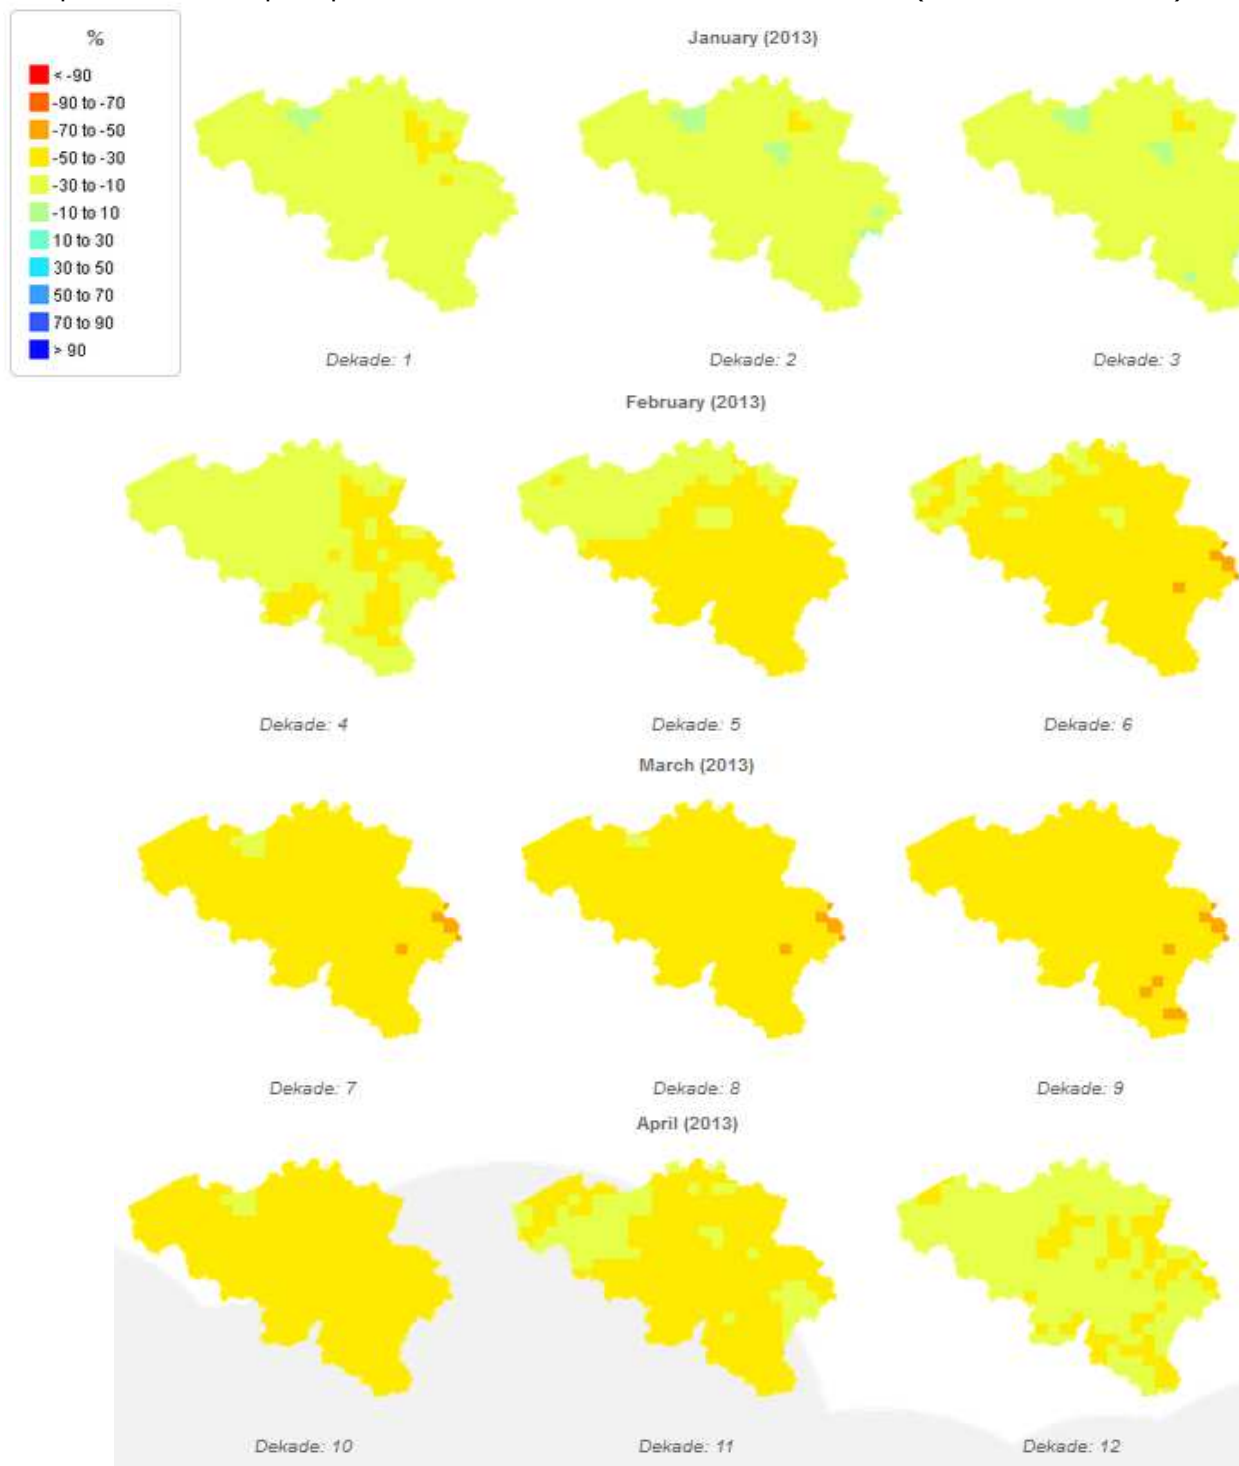 %
< -90
-90 to -70
-70 to -50
-50 to -30
-30 to -10
-10 to 10
10 to 30
30 to 50
50 to 70
70 to 90
> 90
January (2013)
Dekade: 1
Dekade: 2
Dekade: 3
February (2013)
Dekade: 4
Dekade: 5
Dekade: 6
March (2013)
Dekade: 7
Dekade: 8
Dekade: 9
April (2013)
Dekade: 10
Dekade: 11
Dekade: 12